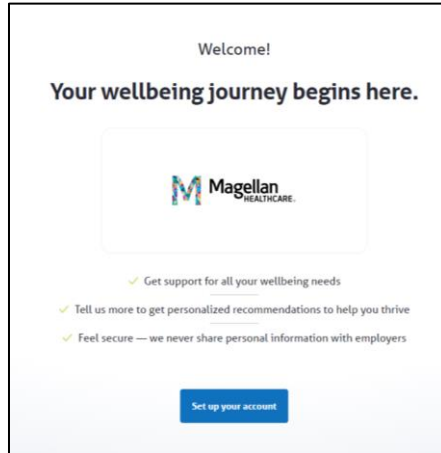 Welcome!
Your wellbeing journey begins here.
Magellan
HEALTHCARE.
Get support for all your wellbeing needs
Tell us more to get personalized recommendations to help you thrive
Feel secure — we never share personal information with employers
Set up your account